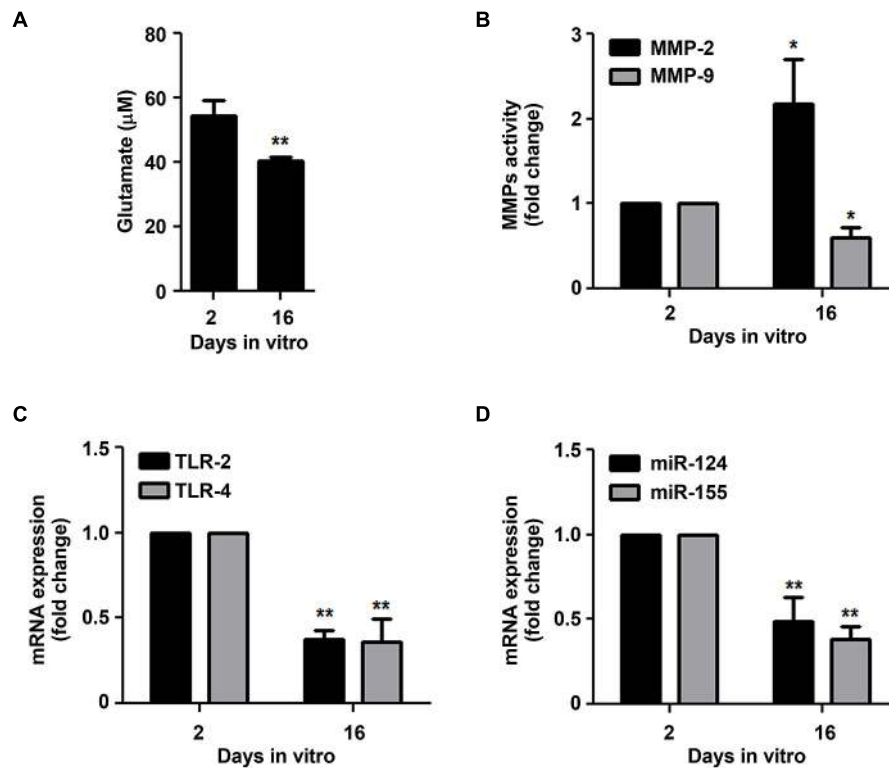 A
80
60
40
20
0
Glutamate (μM)
**
2 16
Days in vitro
B
3
2
1
0
MMPs activity
(fold change)
MMP-2
MMP-9
*
*
2 16
Days in vitro
C
1.5
1.0
0.5
0
mRNA expression
(fold change)
TLR-2
TLR-4
** **
2 16
Days in vitro
D
1.5
1.0
0.5
0
mRNA expression
(fold change)
miR-124
miR-155
**
**
2 16
Days in vitro